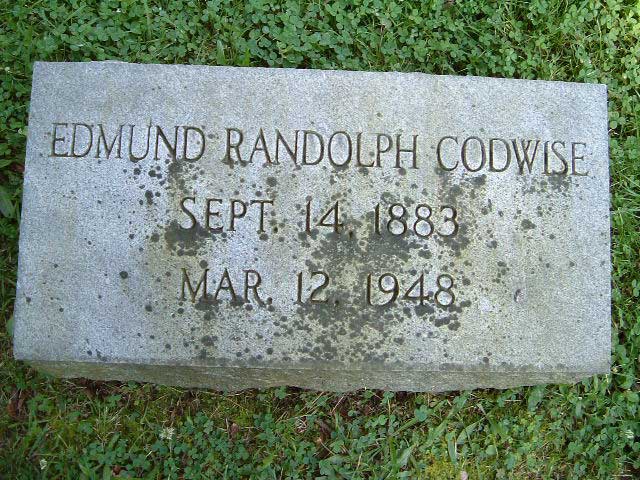 EDMUND RANDOLPH CODWISE
SEPT. 14, 1883
MAR. 12, 1948